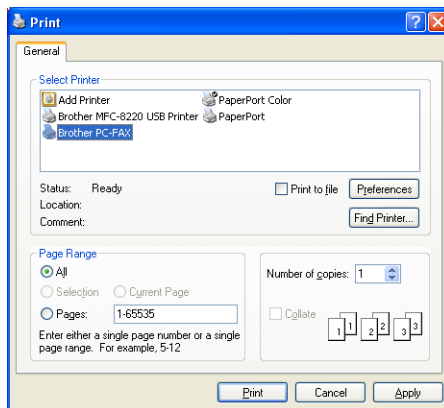 Print
General
Select Printer
Add Printer
PaperPort Color
Brother MFC-8220 USB Printer
PaperPort
Brother PC-FAX
Status: Ready
Print to file
Preferences
Location:
Comment:
Find Printer...
Page Range
All
Selection
Current Page
Pages: 1-65535
Enter either a single page number or a single
page range. For example, 5-12
Number of copies: 1
Collate
1 1 2 2 3 3
Print Cancel Apply